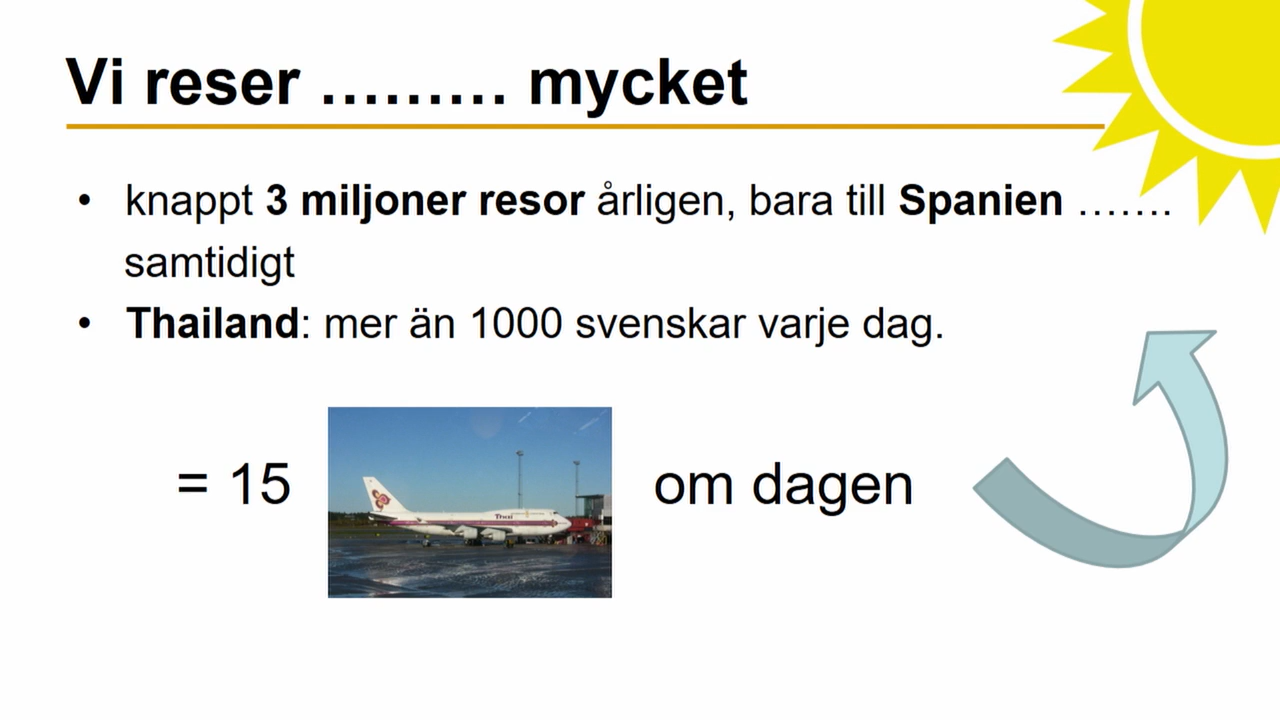 Vi reser ……… mycket
• knappt 3 miljoner resor årligen, bara till Spanien …….
samtidigt
• Thailand: mer än 1000 svenskar varje dag.
= 15 om dagen
Thai